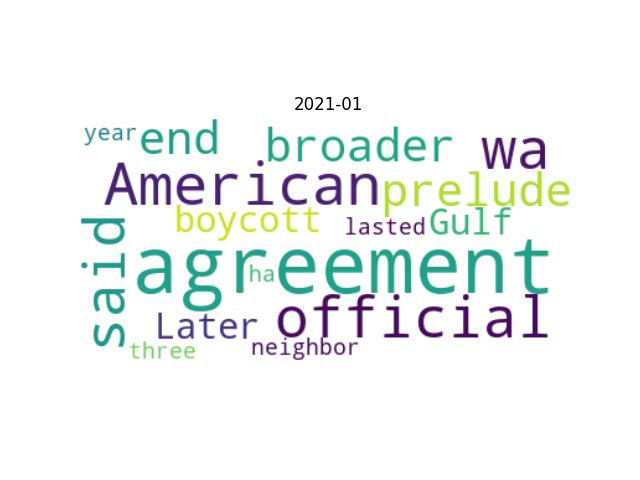 2021-01
year end broader wa
American prelude
boycott lasted Gulf
said agreement
ha
Later official
three neighbor